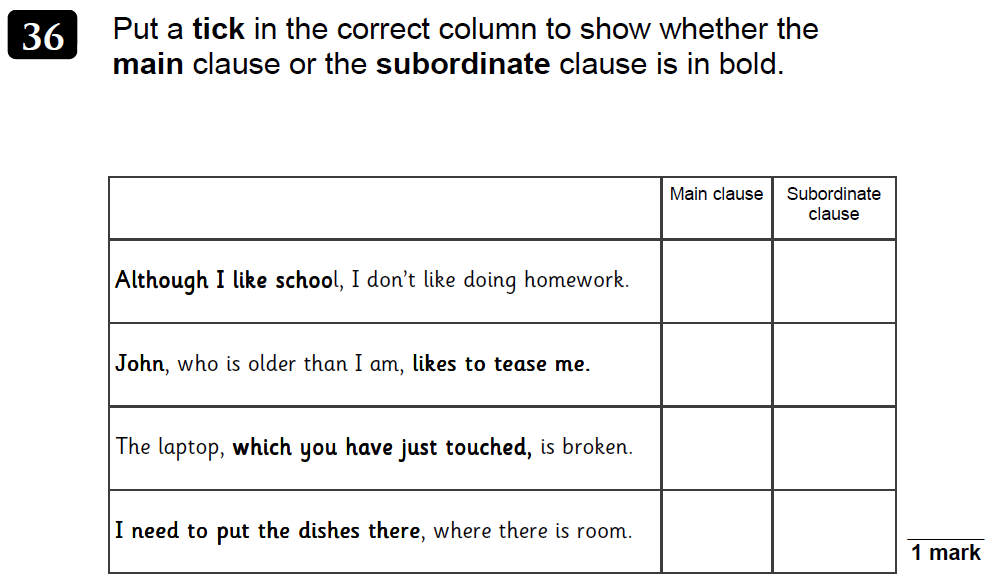 36
Put a tick in the correct column to show whether the
main clause or the subordinate clause is in bold.
Main clause
Subordinate
clause
Although I like school, I don't like doing homework.
John, who is older than I am, likes to tease me.
The laptop, which you have just touched, is broken.
I need to put the dishes there, where there is room.
1 mark